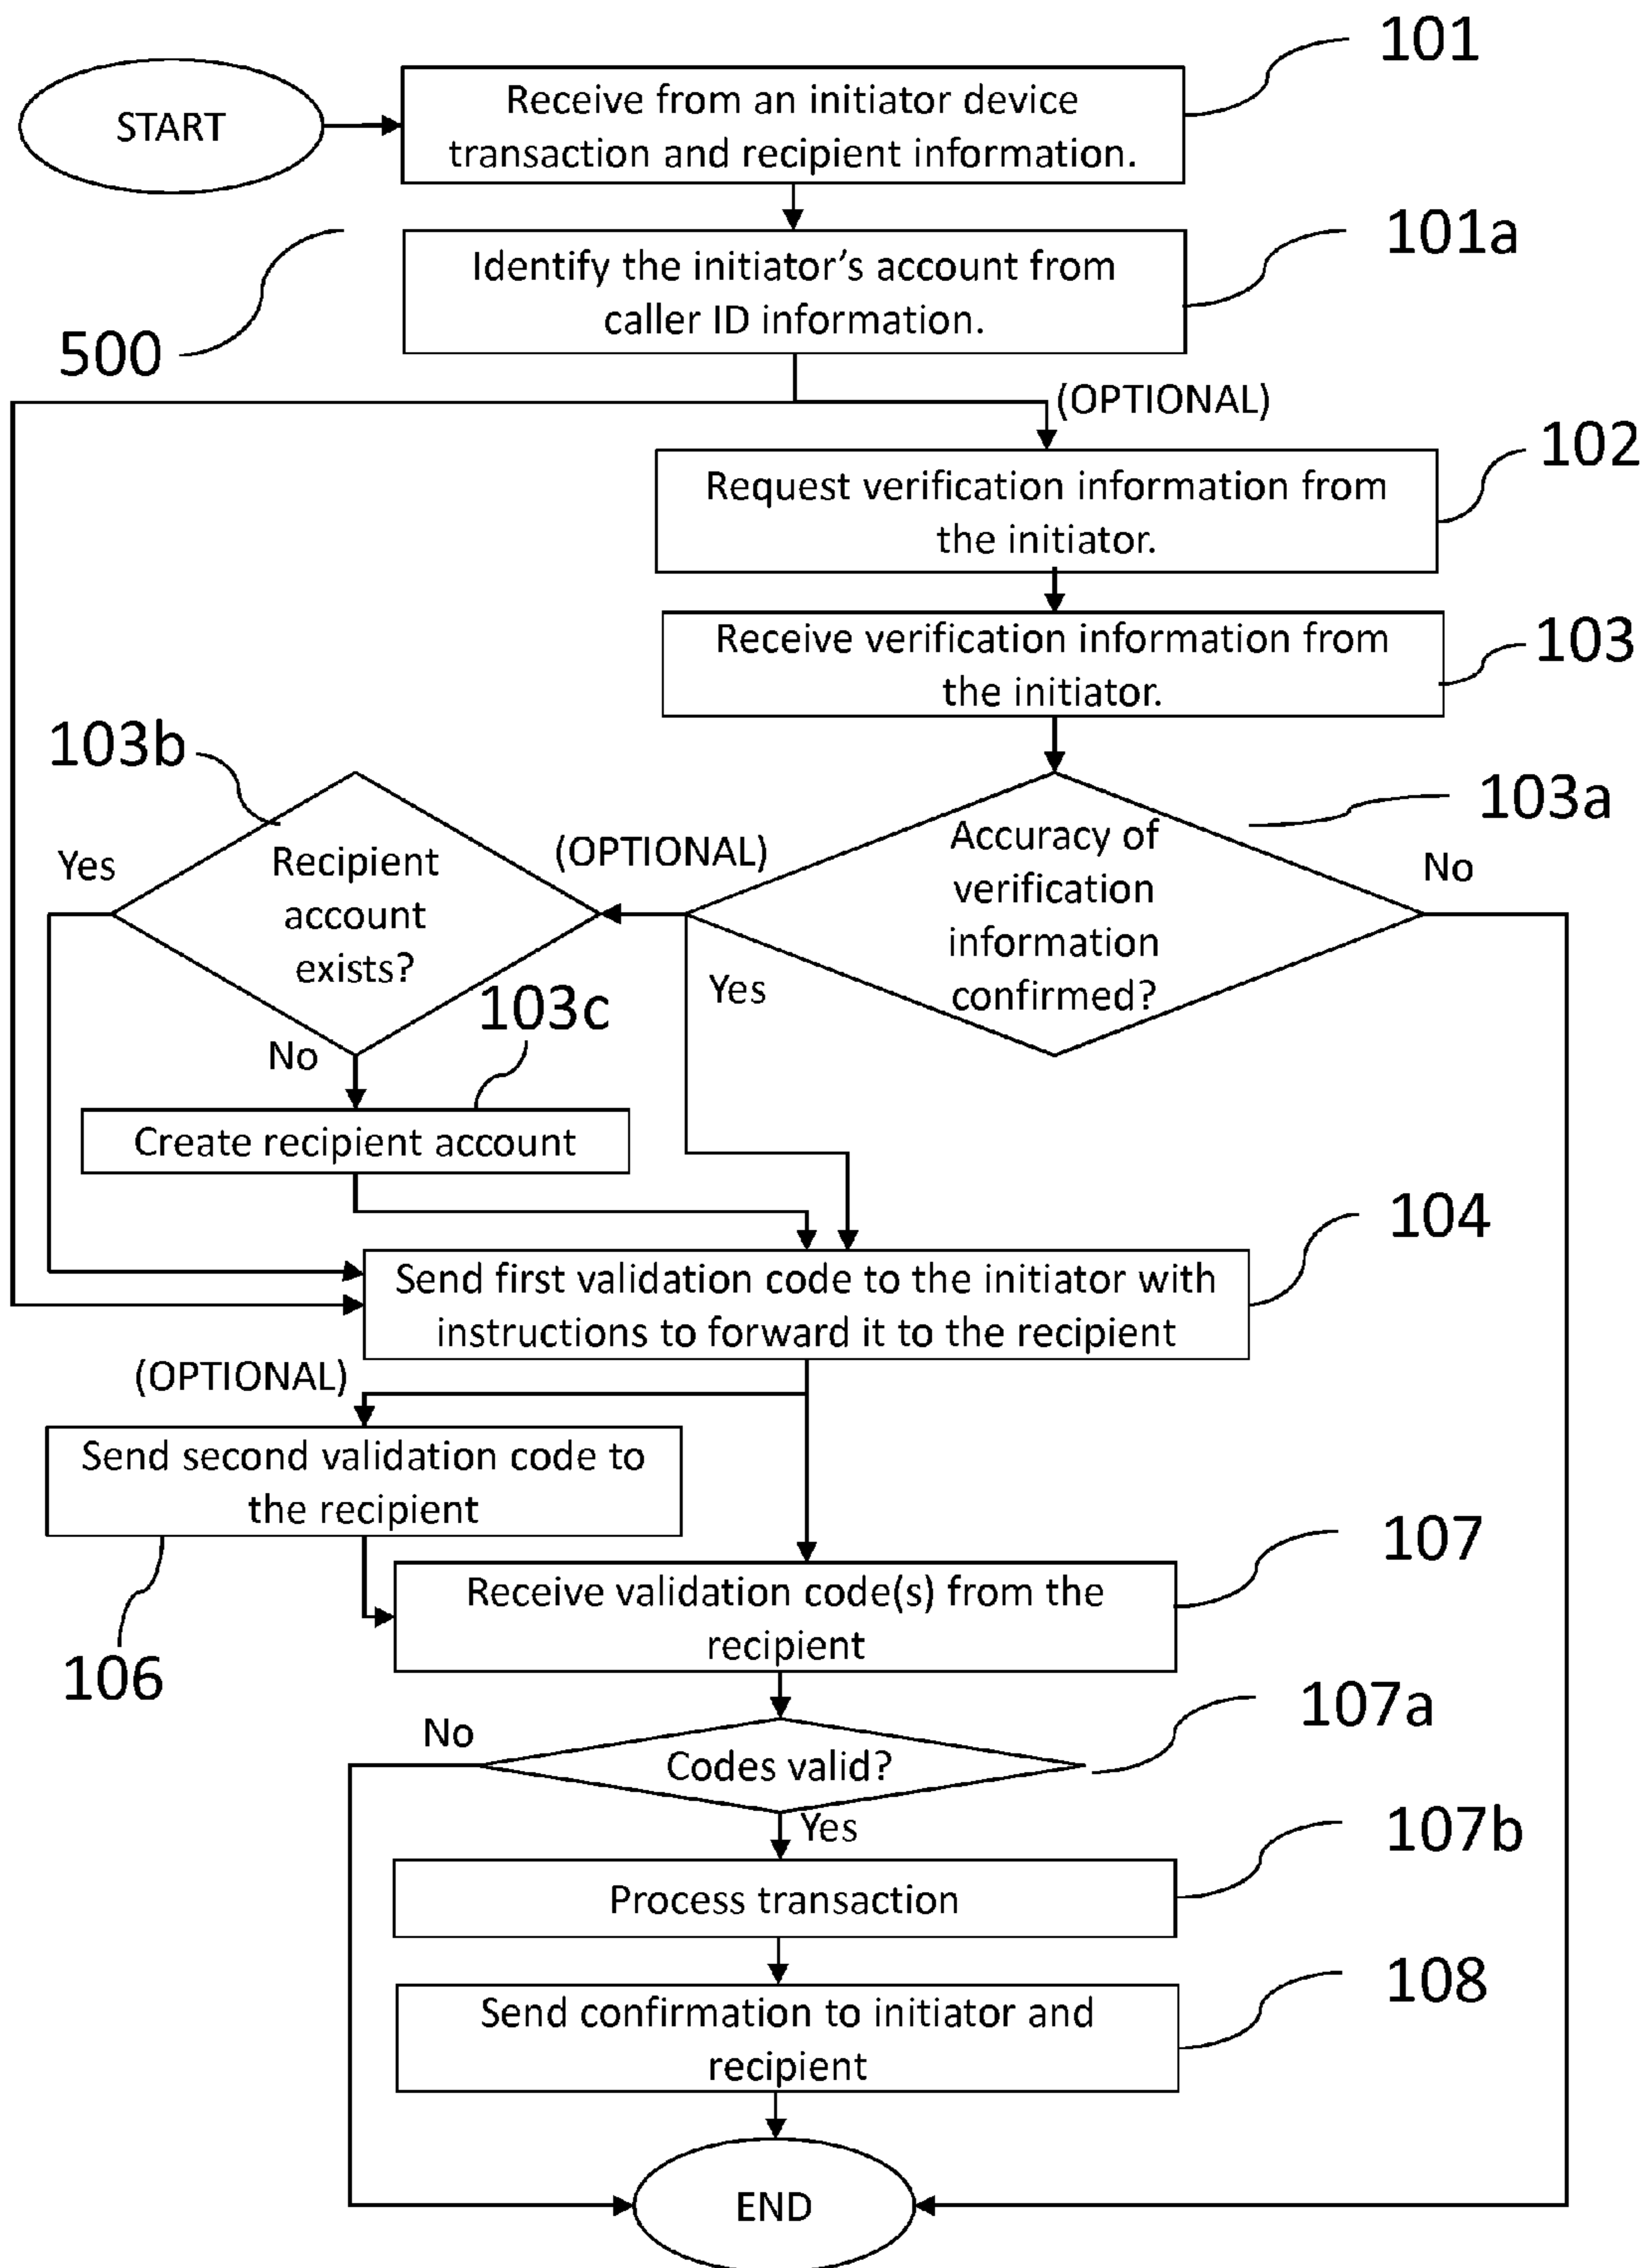 101
START
Receive from an initiator device
transaction and recipient information.
101a
Identify the initiator’s account from
caller ID information.
500
(OPTIONAL)
102
Request verification information from
the initiator.
103
Receive verification information from
the initiator.
103b
103a
(OPTIONAL)
Accuracy of
verification
information
confirmed?
Yes
Recipient
account
exists?
No
Yes
103c
No
Create recipient account
104
Send first validation code to the initiator with
instructions to forward it to the recipient
(OPTIONAL)
Send second validation code to
the recipient
107
Receive validation code(s) from the
recipient
106
107a
No
Codes valid?
Yes
107b
Process transaction
108
Send confirmation to initiator and
recipient
END